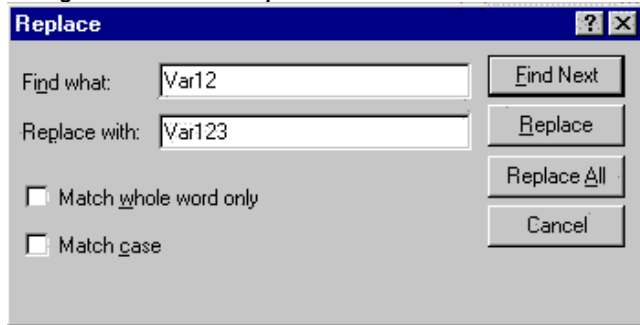 Replace
Find what: Var12
Find Next
Replace with: Var123
Replace
Replace All
Match whole word only
Cancel
Match case